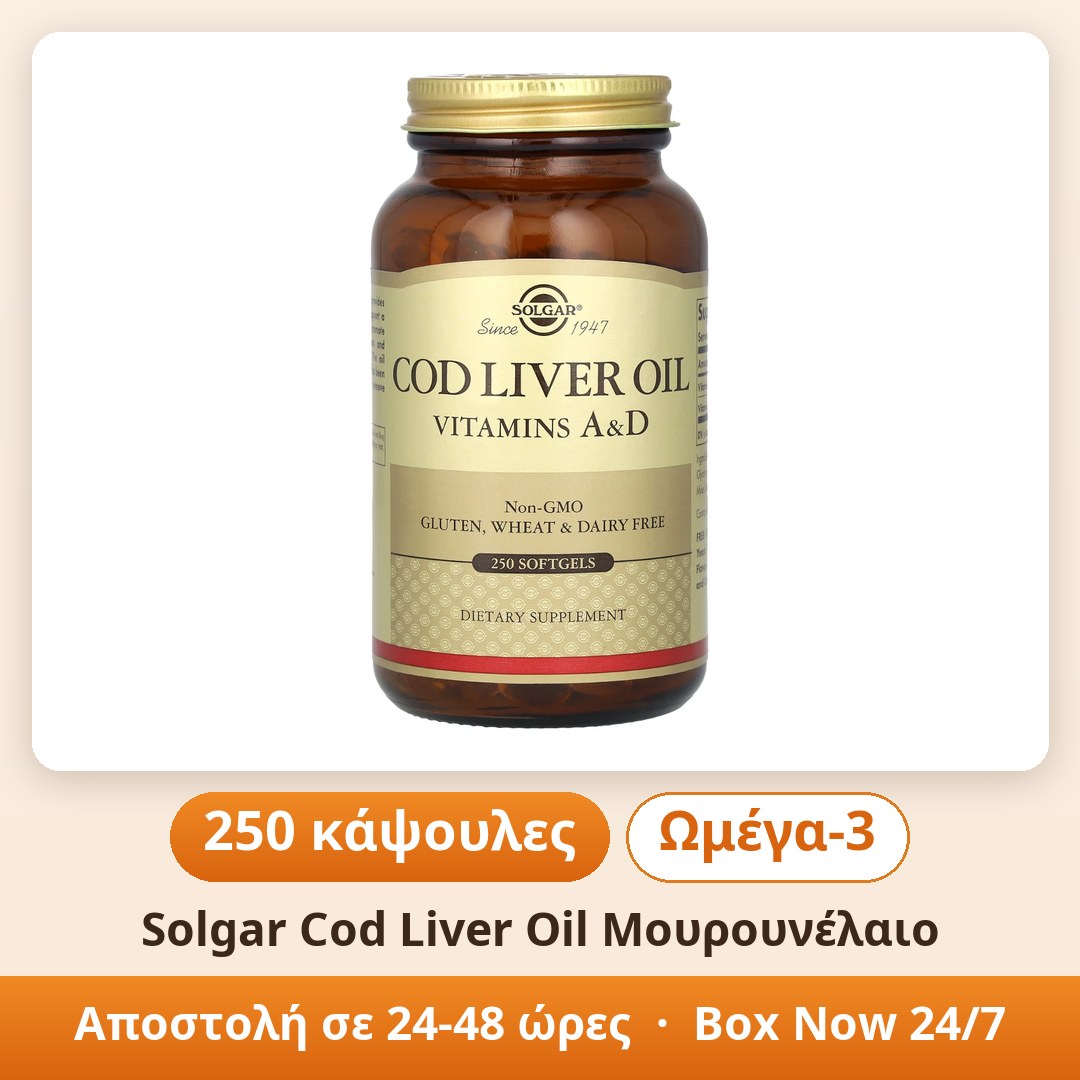 SOLGAR®
Since 1947
COD LIVER OIL
VITAMINS A&D
Non-GMO
GLUTEN, WHEAT & DAIRY FREE
250 SOFTGELS
DIETARY SUPPLEMENT
250 κάψουλες
Ωμέγα-3
Solgar Cod Liver Oil Μουρουνέλαιο
Αποστολή σε 24-48 ώρες · Box Now 24/7